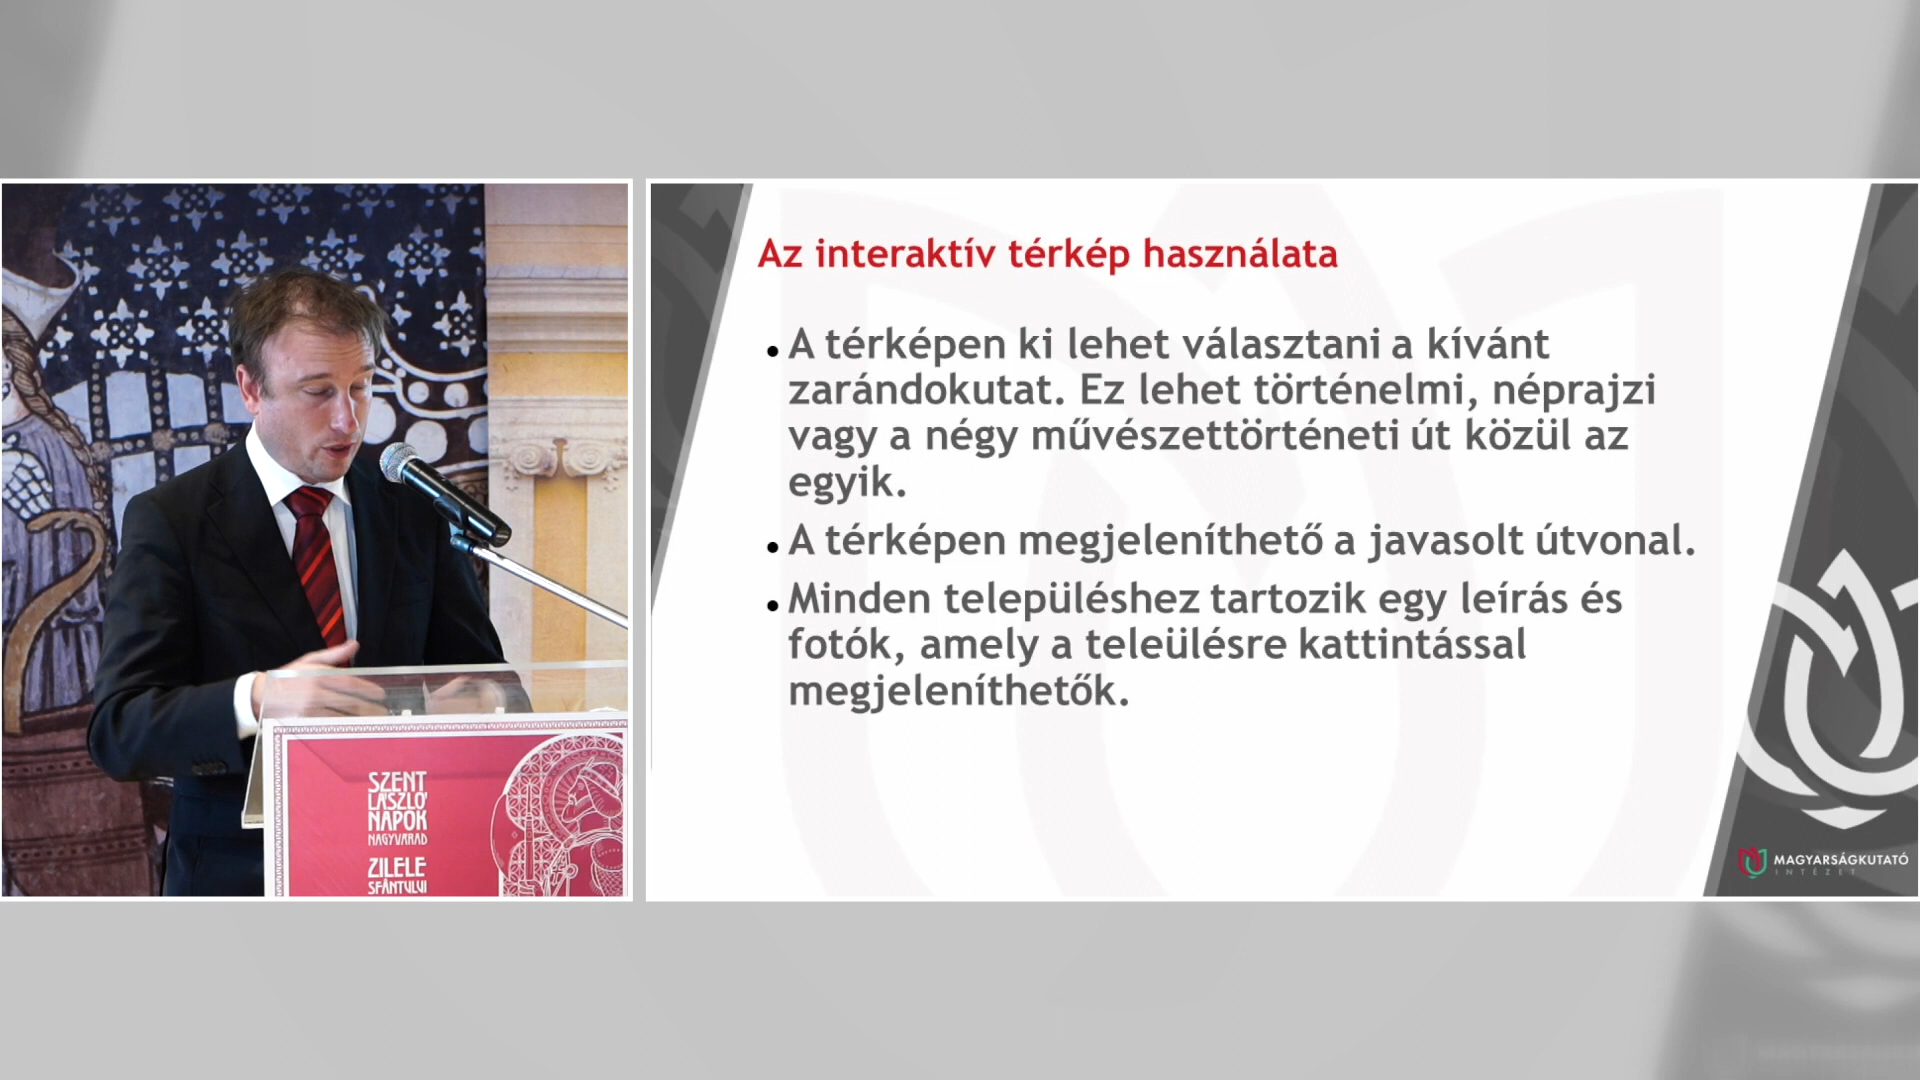 SZENT
LÁSZLÓ
NAPOK
NAGYVÁRAD
ZILELE
SFÂNTULUI
Az interaktív térkép használata
A térképen ki lehet választani a kívánt
zarándokutat. Ez lehet történelmi, néprajzi
vagy a négy művészettörténeti út közül az
egyik.
A térképen megjeleníthető a javasolt útvonal.
Minden településhez tartozik egy leírás és
fotók, amely a teleülésre kattintással
megjeleníthetők.
MAGYARSÁGKUTATÓ
INTÉZET